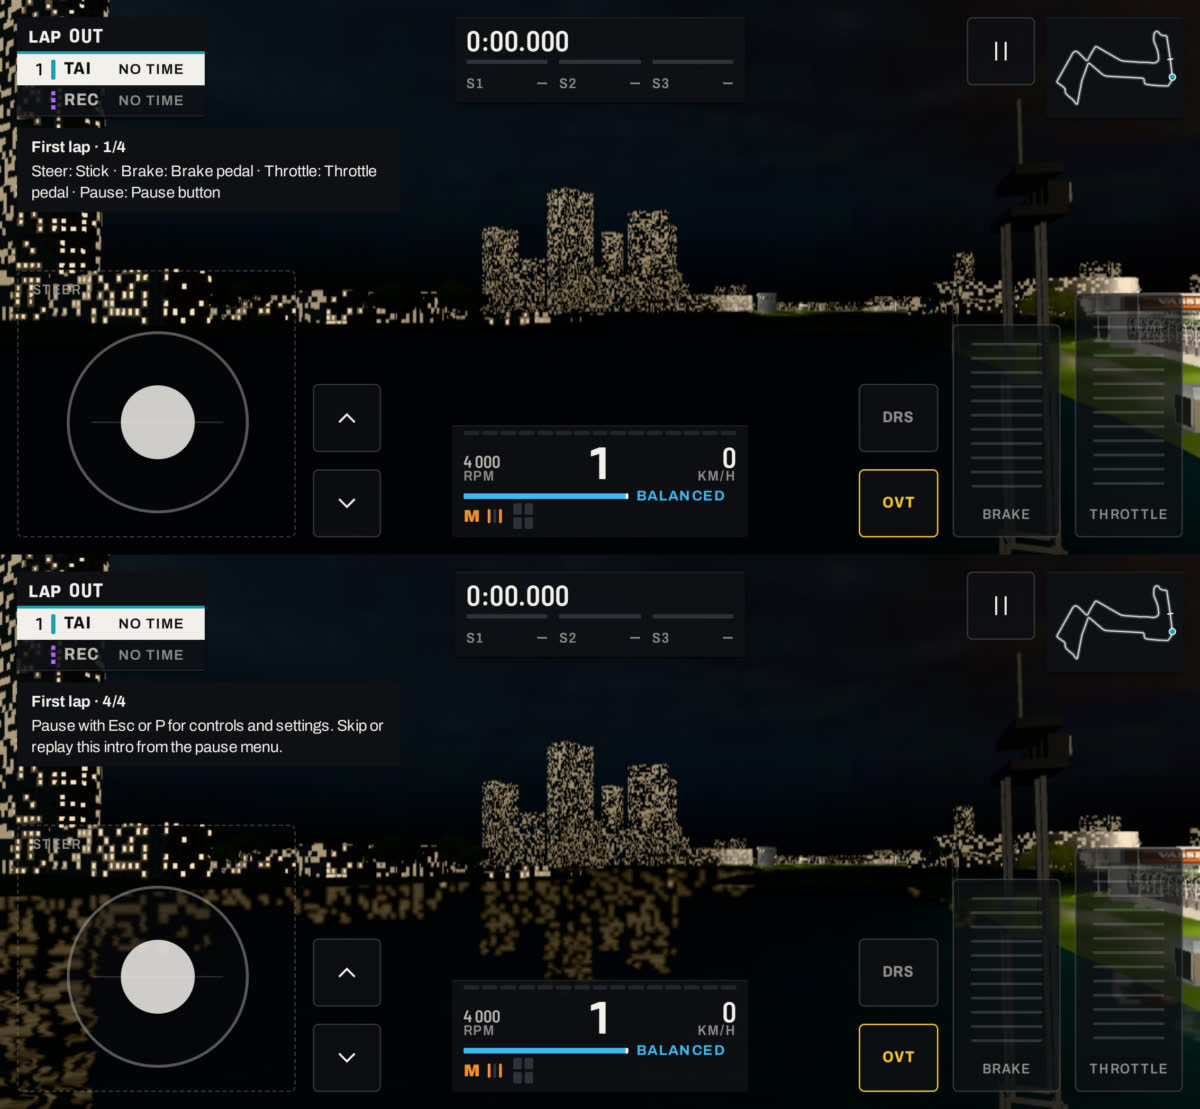 LAP OUT
1 TAI NO TIME
REC NO TIME
0:00.000
S1 – S2 – S3 –
First lap · 1/4
Steer: Stick · Brake: Brake pedal · Throttle: Throttle
pedal · Pause: Pause button
STEER
4 000
RPM
1
0
KM/H
BALANCED
M
DRS
OVT
BRAKE
THROTTLE
LAP OUT
1 TAI NO TIME
REC NO TIME
0:00.000
S1 – S2 – S3 –
First lap · 4/4
Pause with Esc or P for controls and settings. Skip or
replay this intro from the pause menu.
STEER
4 000
RPM
1
0
KM/H
BALANCED
M
DRS
OVT
BRAKE
THROTTLE